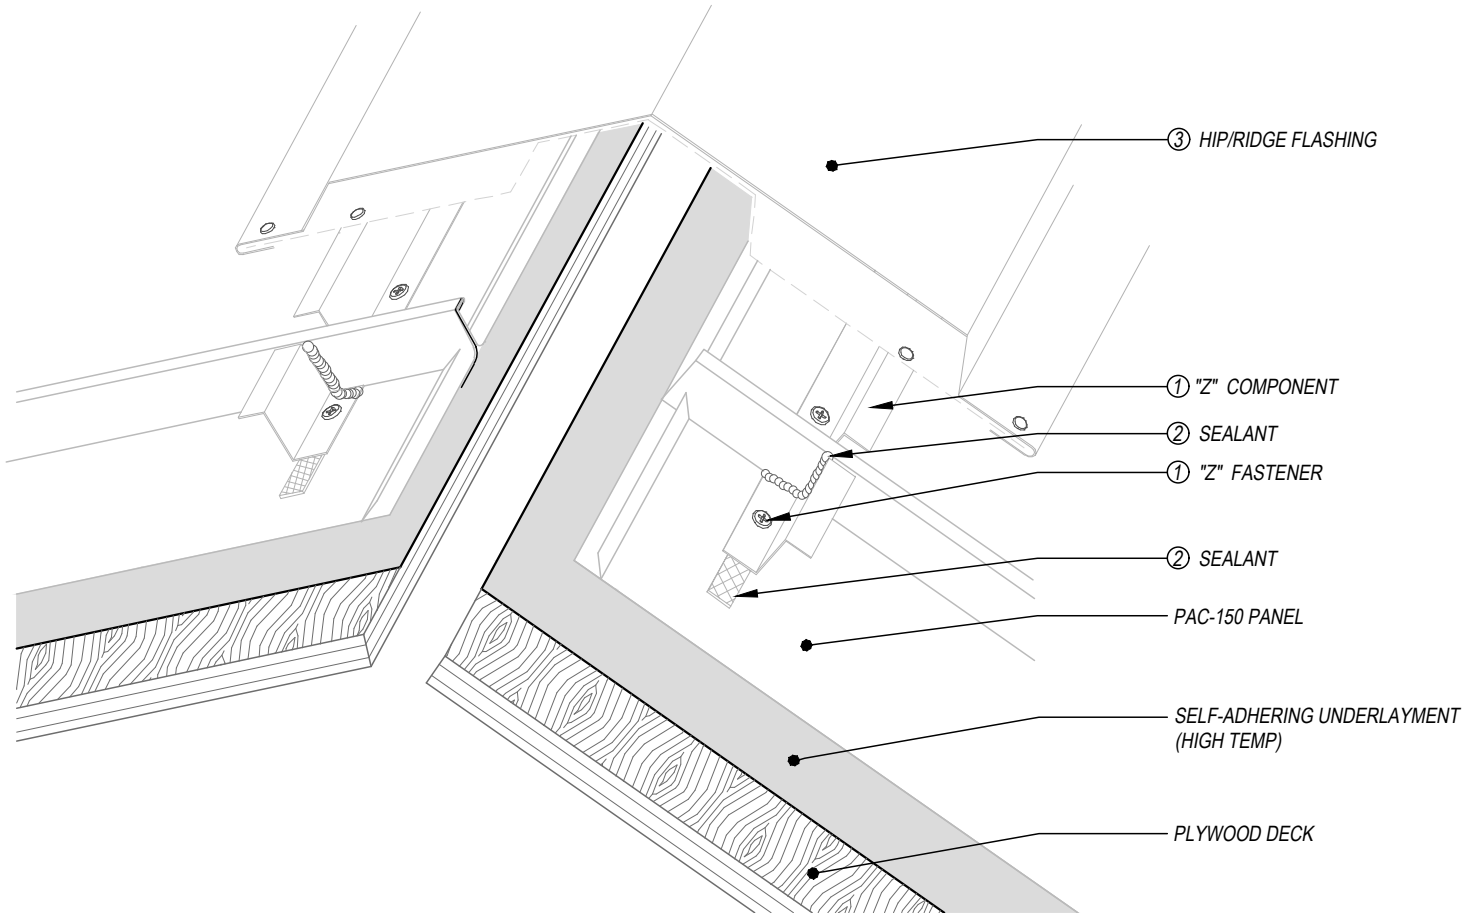 3 HIP/RIDGE FLASHING
1 "Z" COMPONENT
2 SEALANT
1 "Z" FASTENER
2 SEALANT
PAC-150 PANEL
SELF-ADHERING UNDERLAYMENT
(HIGH TEMP)
PLYWOOD DECK